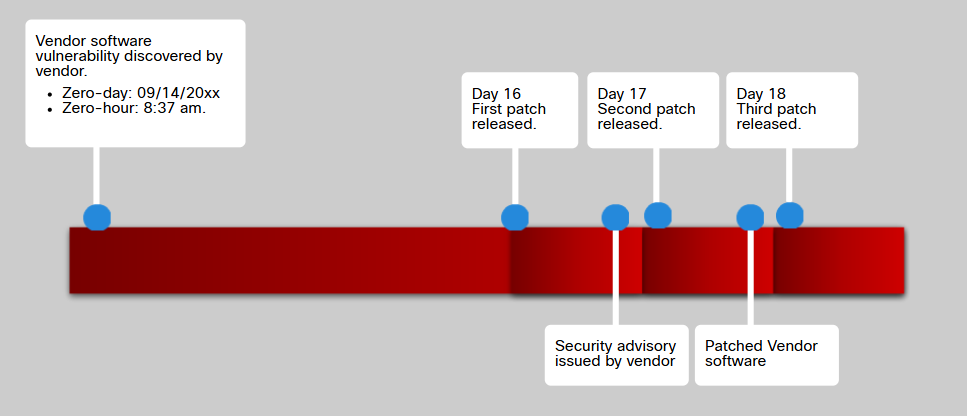 Vendor software
vulnerability discovered by
vendor.
• Zero-day: 09/14/20xx
• Zero-hour: 8:37 am.
Day 16
First patch
released.
Day 17
Second patch
released.
Day 18
Third patch
released.
Security advisory
issued by vendor
Patched Vendor
software